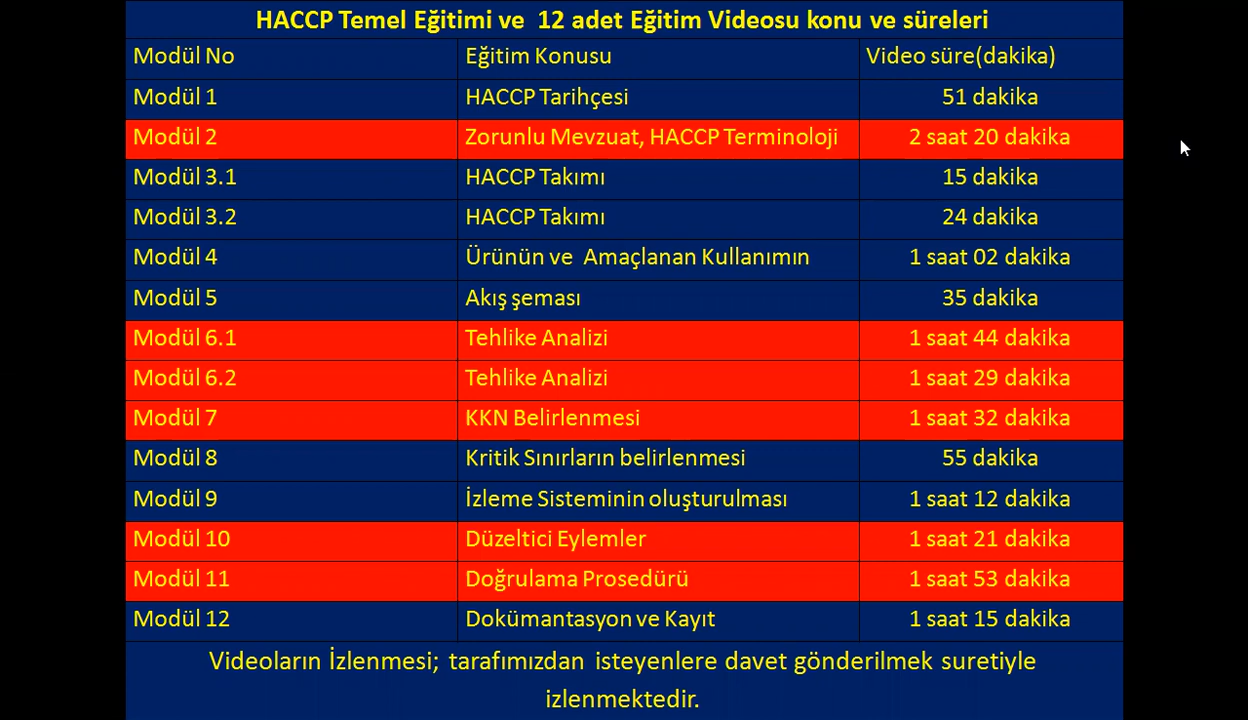 HACCP Temel Eğitimi ve 12 adet Eğitim Videosu konu ve süreleri
Modül No Eğitim Konusu Video süre(dakika)
Modül 1 HACCP Tarihçesi 51 dakika
Modül 2 Zorunlu Mevzuat, HACCP Terminoloji 2 saat 20 dakika
Modül 3.1 HACCP Takımı 15 dakika
Modül 3.2 HACCP Takımı 24 dakika
Modül 4 Ürünün ve Amaçlanan Kullanımın 1 saat 02 dakika
Modül 5 Akış şeması 35 dakika
Modül 6.1 Tehlike Analizi 1 saat 44 dakika
Modül 6.2 Tehlike Analizi 1 saat 29 dakika
Modül 7 KKN Belirlenmesi 1 saat 32 dakika
Modül 8 Kritik Sınırların belirlenmesi 55 dakika
Modül 9 İzleme Sisteminin oluşturulması 1 saat 12 dakika
Modül 10 Düzeltici Eylemler 1 saat 21 dakika
Modül 11 Doğrulama Prosedürü 1 saat 53 dakika
Modül 12 Dokümantasyon ve Kayıt 1 saat 15 dakika
Videoların İzlenmesi; tarafımızdan isteyenlere davet gönderilmek suretiyle
izlenmektedir.